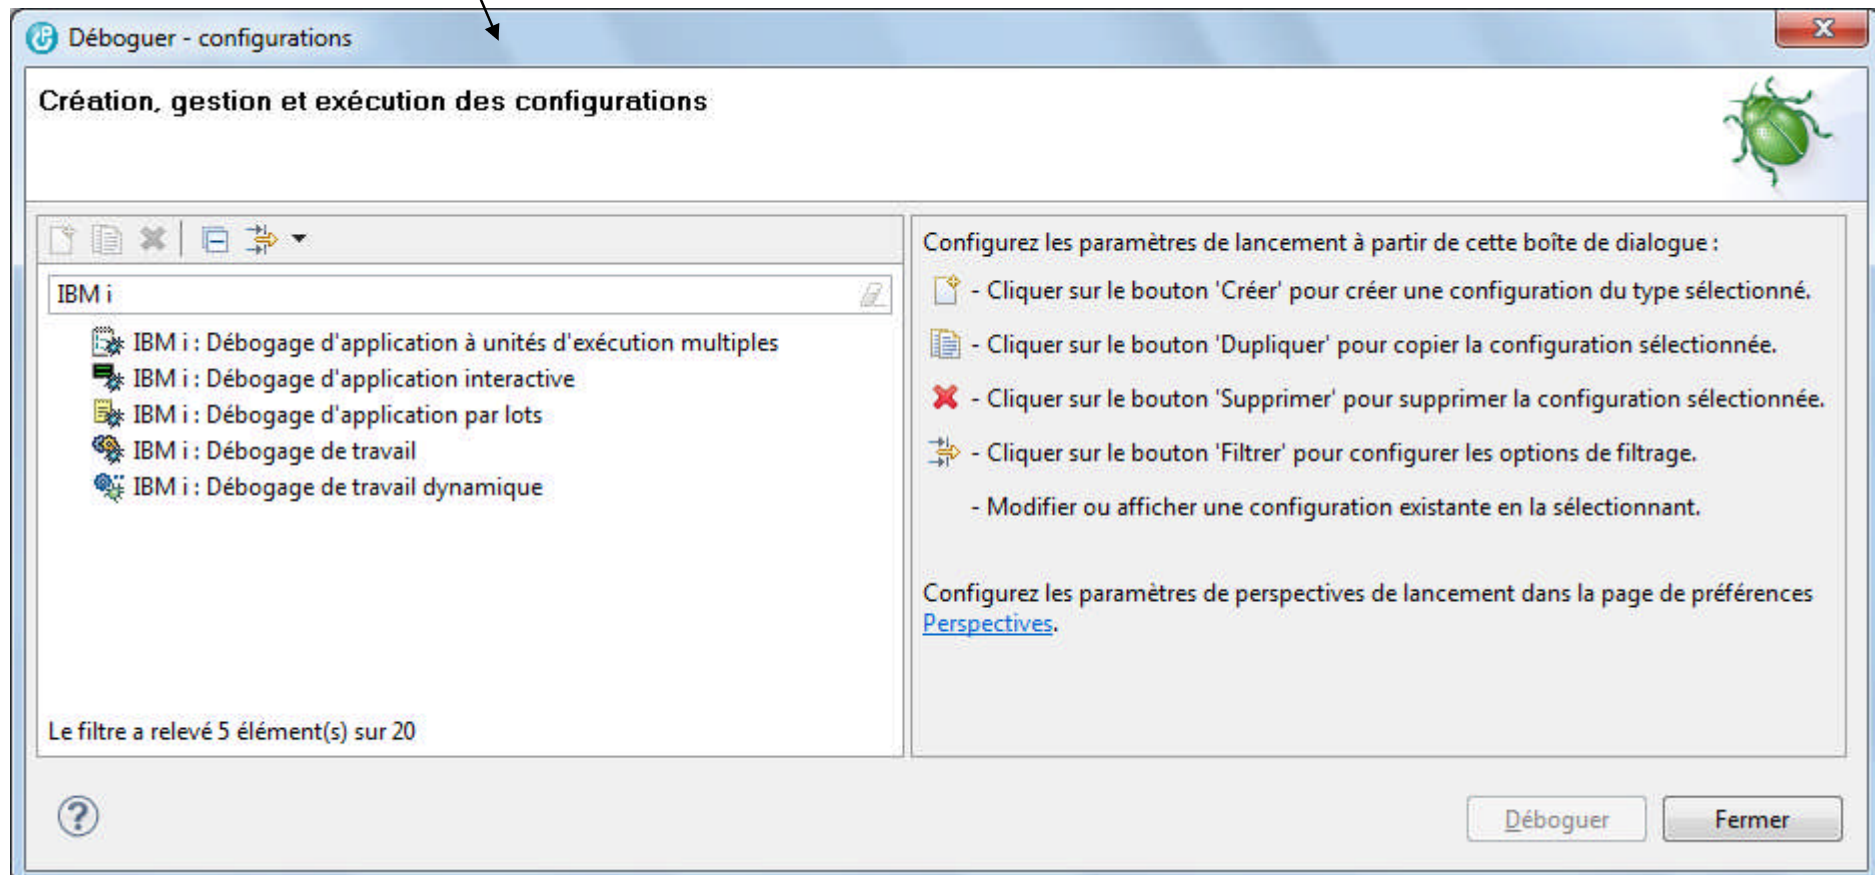 Déboguer - configurations
Création, gestion et exécution des configurations
IBM i
IBM i : Débogage d'application à unités d'exécution multiples
IBM i : Débogage d'application interactive
IBM i : Débogage d'application par lots
IBM i : Débogage de travail
IBM i : Débogage de travail dynamique
Le filtre a relevé 5 élément(s) sur 20
Configurez les paramètres de lancement à partir de cette boîte de dialogue :
- Cliquer sur le bouton 'Créer' pour créer une configuration du type sélectionné.
- Cliquer sur le bouton 'Dupliquer' pour copier la configuration sélectionnée.
- Cliquer sur le bouton 'Supprimer' pour supprimer la configuration sélectionnée.
- Cliquer sur le bouton 'Filtrer' pour configurer les options de filtrage.
- Modifier ou afficher une configuration existante en la sélectionnant.
Configurez les paramètres de perspectives de lancement dans la page de préférences
Perspectives.
?
Déboguer
Fermer